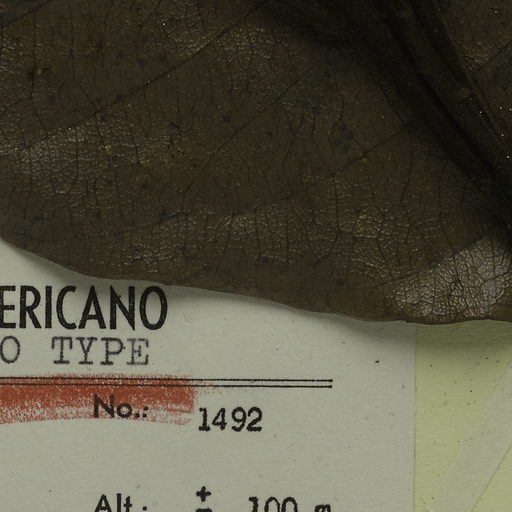 ERICANO
O TYPE
No.: 1492
Alt.: ± 100 m